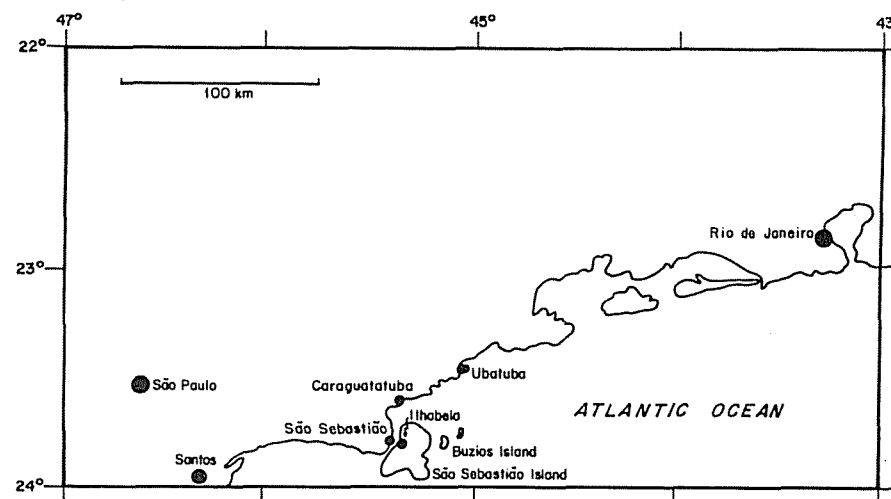 47°
45°
43
22°
100 km
Rio de Janeiro
23°
São Paulo
Caraguatatuba
Ubatuba
Ilhabela
ATLANTIC OCEAN
São Sebastião
Buzios Island
Santos
São Sebastião Island
24°